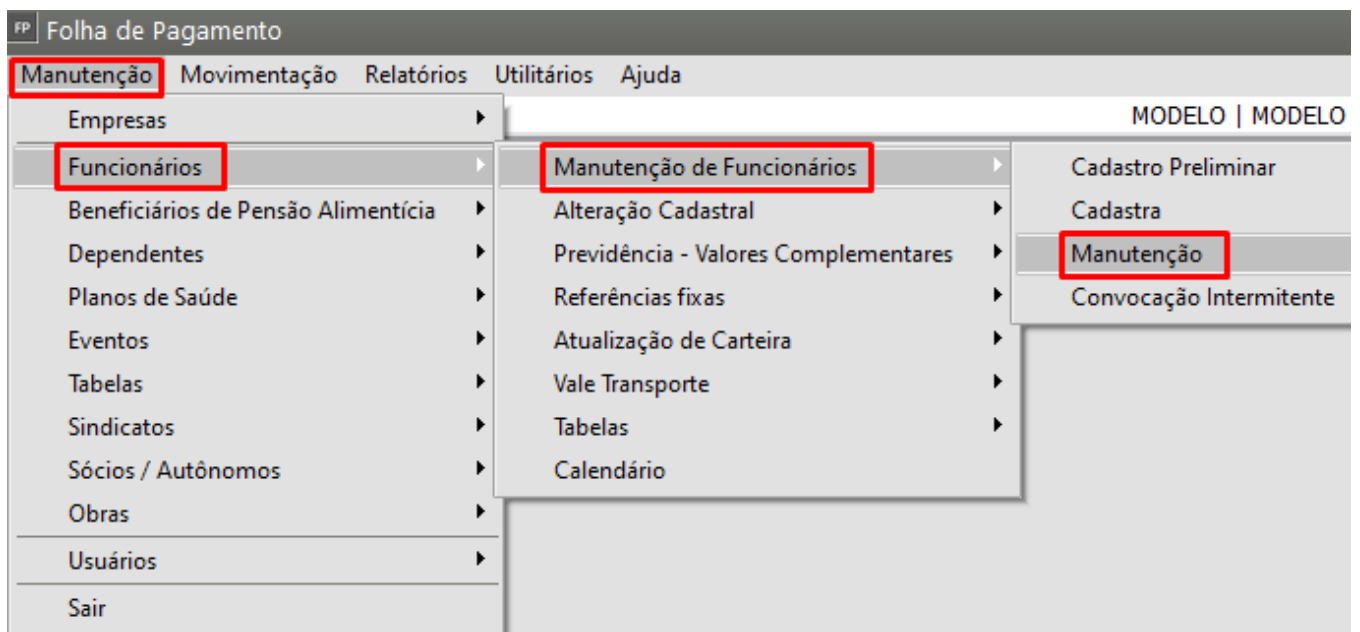 FP Folha de Pagamento
Manutenção Movimentação Relatórios Utilitários Ajuda
MODELO | MODELO
Empresas
Funcionários
Beneficiários de Pensão Alimentícia
Dependentes
Planos de Saúde
Eventos
Tabelas
Sindicatos
Sócios / Autônomos
Obras
Usuários
Sair
Manutenção de Funcionários
Alteração Cadastral
Previdência - Valores Complementares
Referências fixas
Atualização de Carteira
Vale Transporte
Tabelas
Calendário
Cadastro Preliminar
Cadastra
Manutenção
Convocação Intermitente